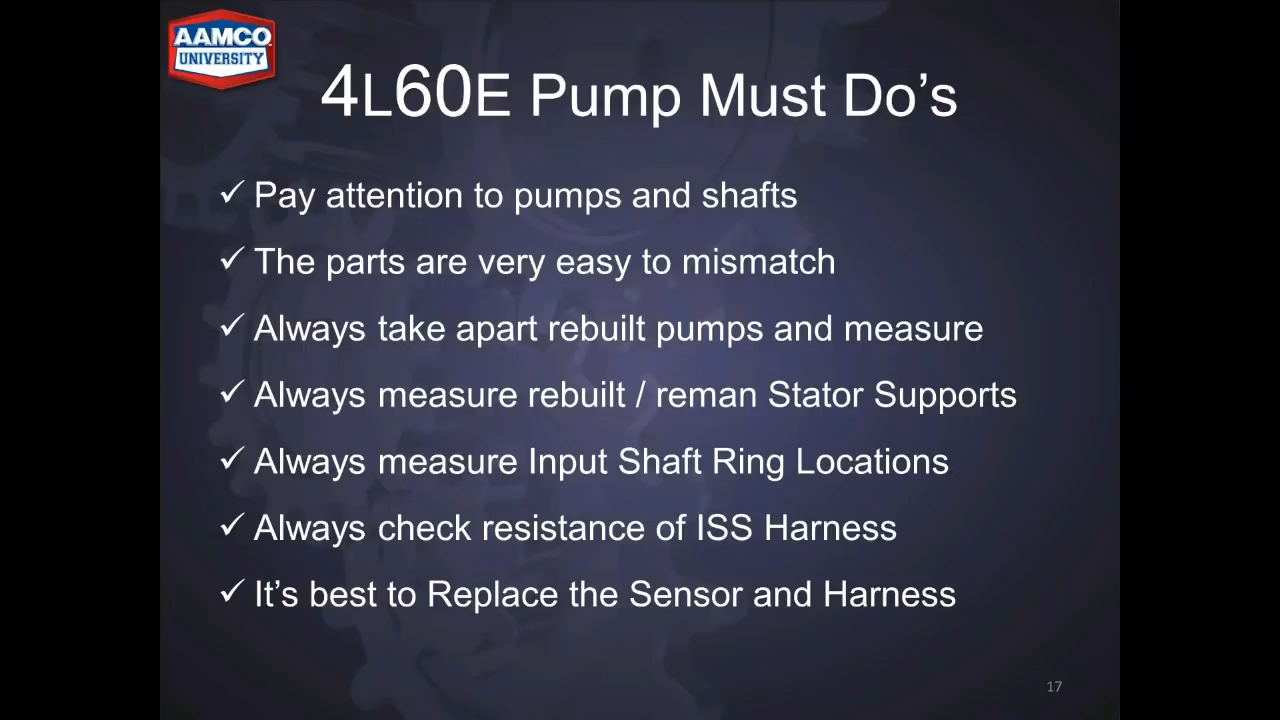 AAMCO
UNIVERSITY
4L60E Pump Must Do's
✓ Pay attention to pumps and shafts
✓ The parts are very easy to mismatch
✓ Always take apart rebuilt pumps and measure
✓ Always measure rebuilt / reman Stator Supports
✓ Always measure Input Shaft Ring Locations
✓ Always check resistance of ISS Harness
✓ It's best to Replace the Sensor and Harness
17